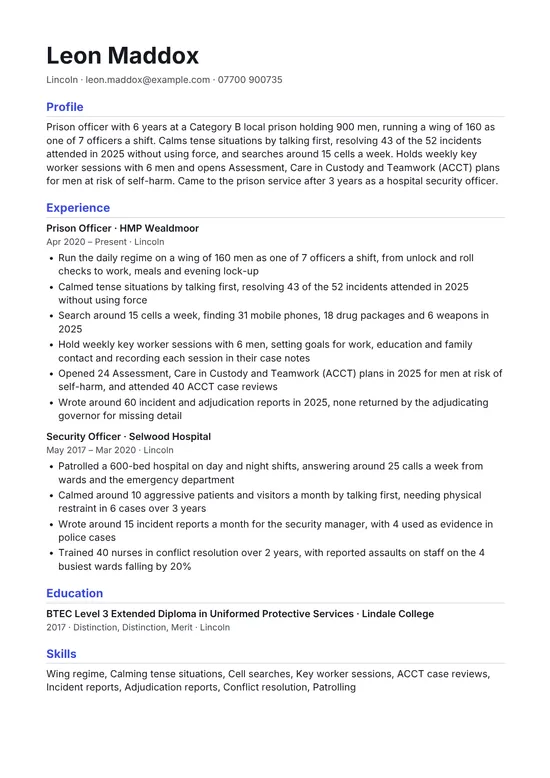 Leon Maddox
Lincoln · leon.maddox@example.com · 07700 900735
Profile
Prison officer with 6 years at a Category B local prison holding 900 men, running a wing of 160 as
one of 7 officers a shift. Calms tense situations by talking first, resolving 43 of the 52 incidents
attended in 2025 without using force, and searches around 15 cells a week. Holds weekly key
worker sessions with 6 men and opens Assessment, Care in Custody and Teamwork (ACCT) plans
for men at risk of self-harm. Came to the prison service after 3 years as a hospital security officer.
Experience
Prison Officer · HMP Wealdmoor
Apr 2020 – Present · Lincoln
• Run the daily regime on a wing of 160 men as one of 7 officers a shift, from unlock and roll
checks to work, meals and evening lock-up
• Calmed tense situations by talking first, resolving 43 of the 52 incidents attended in 2025
without using force
• Search around 15 cells a week, finding 31 mobile phones, 18 drug packages and 6 weapons in
2025
• Hold weekly key worker sessions with 6 men, setting goals for work, education and family
contact and recording each session in their case notes
• Opened 24 Assessment, Care in Custody and Teamwork (ACCT) plans in 2025 for men at risk of
self-harm, and attended 40 ACCT case reviews
• Wrote around 60 incident and adjudication reports in 2025, none returned by the adjudicating
governor for missing detail
Security Officer · Selwood Hospital
May 2017 – Mar 2020 · Lincoln
• Patrolled a 600-bed hospital on day and night shifts, answering around 25 calls a week from
wards and the emergency department
• Calmed around 10 aggressive patients and visitors a month by talking first, needing physical
restraint in 6 cases over 3 years
• Wrote around 15 incident reports a month for the security manager, with 4 used as evidence in
police cases
• Trained 40 nurses in conflict resolution over 2 years, with reported assaults on staff on the 4
busiest wards falling by 20%
Education
BTEC Level 3 Extended Diploma in Uniformed Protective Services · Lindale College
2017 · Distinction, Distinction, Merit · Lincoln
Skills
Wing regime, Calming tense situations, Cell searches, Key worker sessions, ACCT case reviews,
Incident reports, Adjudication reports, Conflict resolution, Patrolling